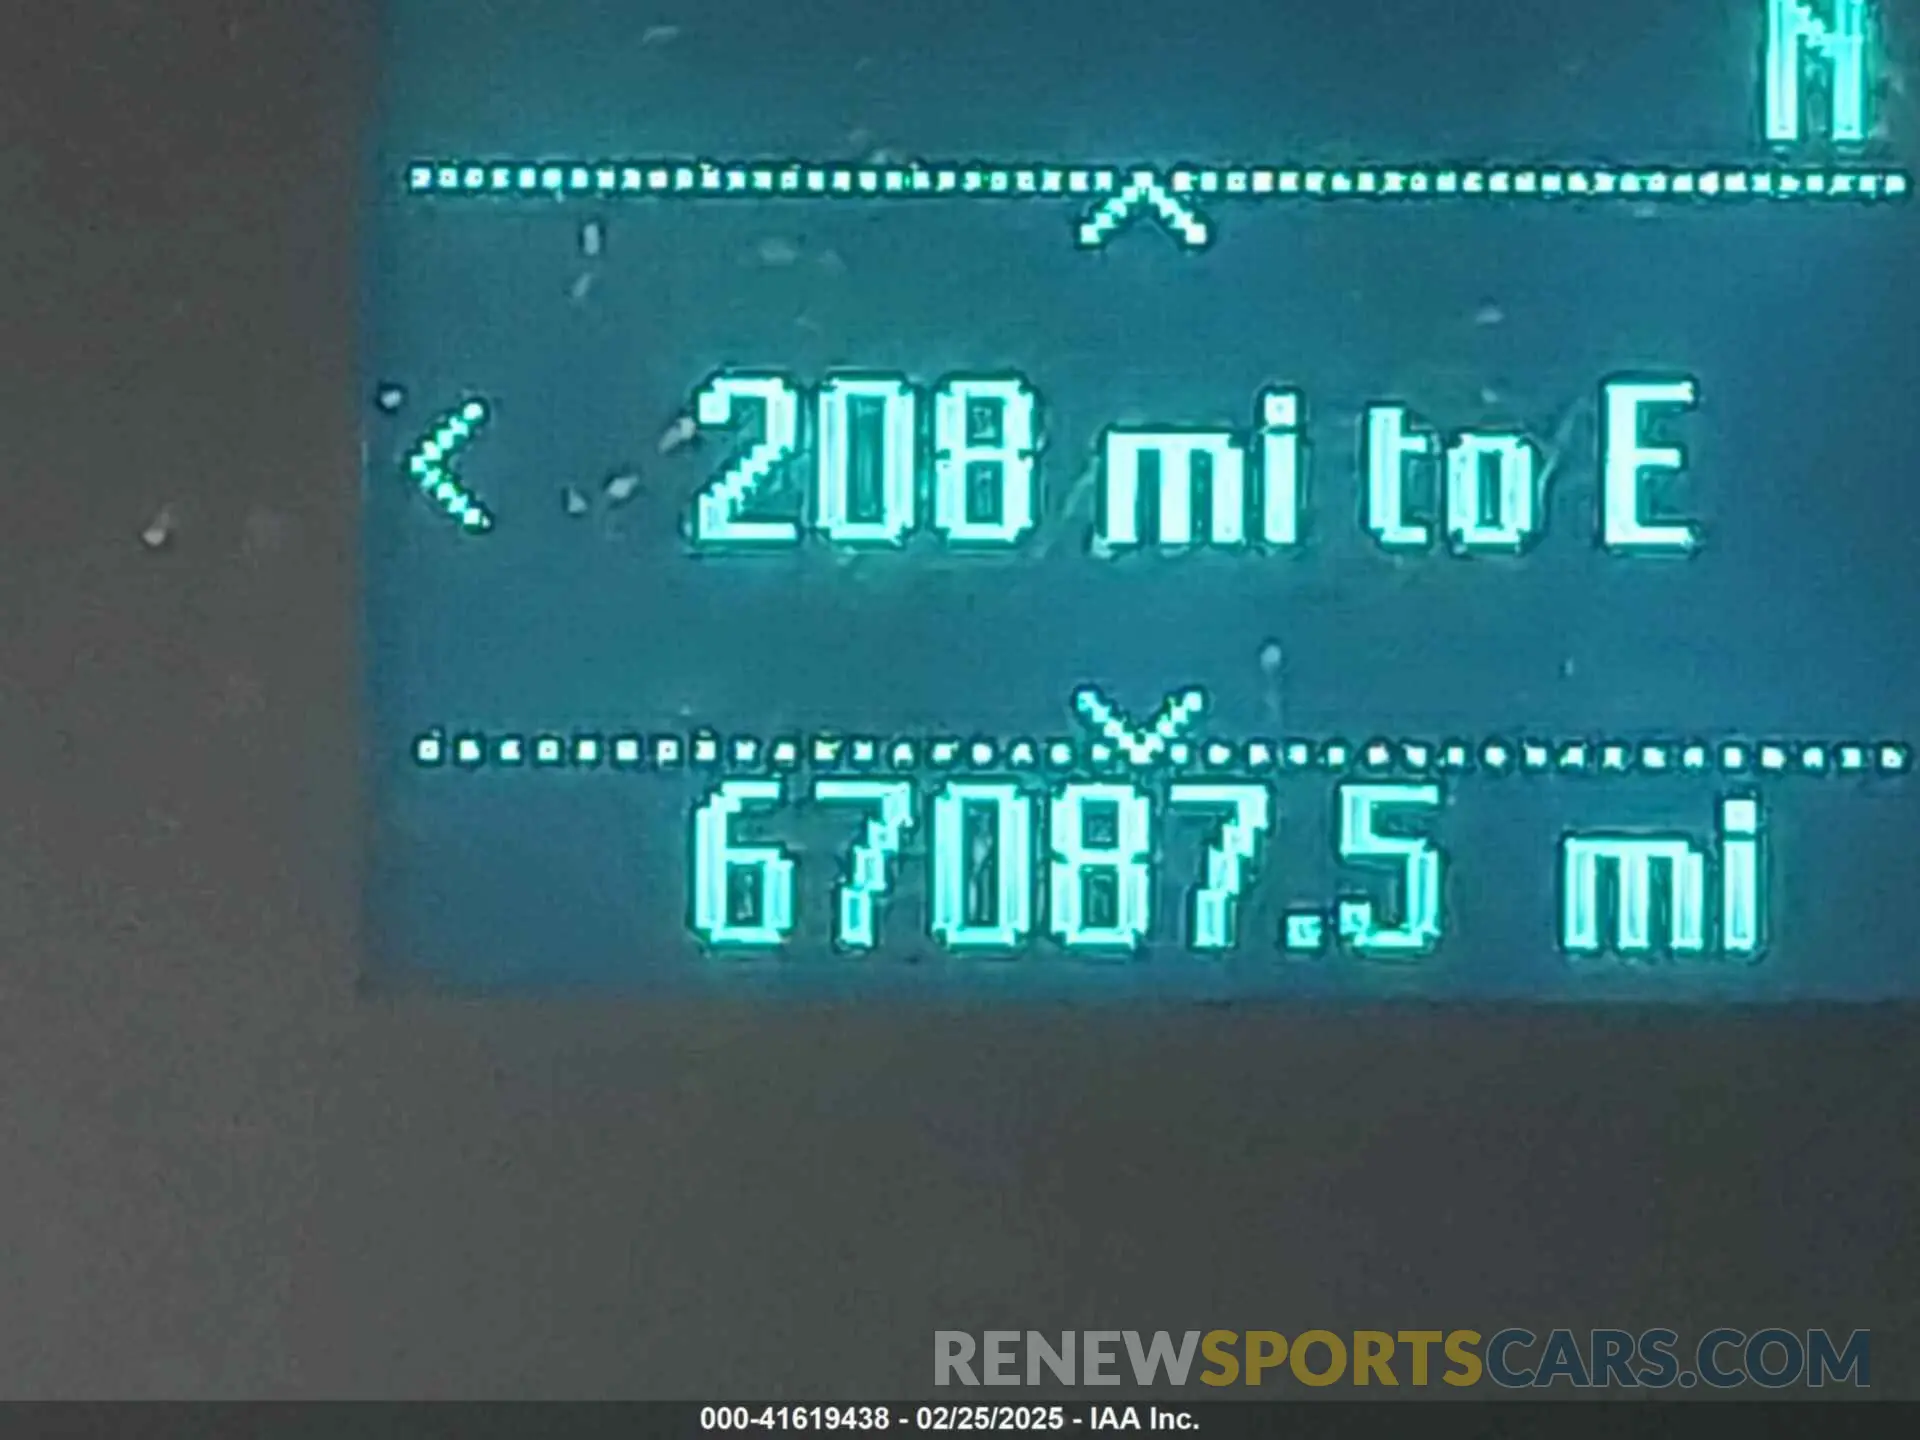 N
< 208 mi to E
67087.5 mi
RENEWSPORTSCARS.COM
000-41619438 - 02/25/2025 - IAA Inc.